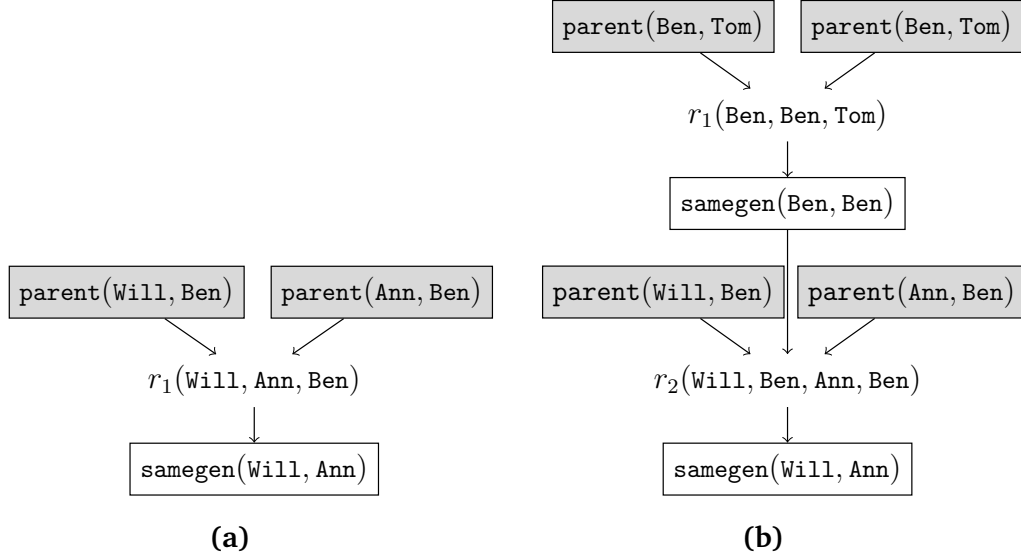 parent(Ben, Tom) parent(Ben, Tom)
r₁(Ben, Ben, Tom)
samegen(Ben, Ben)
parent(Will, Ben) parent(Ann, Ben) parent(Will, Ben) parent(Ann, Ben)
r₁(Will, Ann, Ben) r₂(Will, Ben, Ann, Ben)
samegen(Will, Ann) samegen(Will, Ann)
(a) (b)